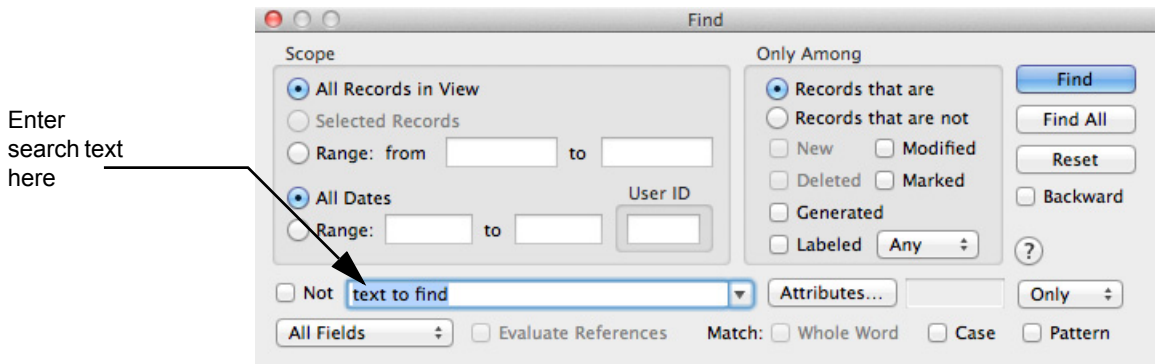 Find
Scope
All Records in View
Selected Records
Range: from to
All Dates
User ID
Range: to
Only Among
Records that are
Records that are not
New Modified
Deleted Marked
Generated
Labeled Any
Find
Find All
Reset
Backward
?
Enter
search text
here
Not text to find Attributes... Only
All Fields Evaluate References Match: Whole Word Case Pattern